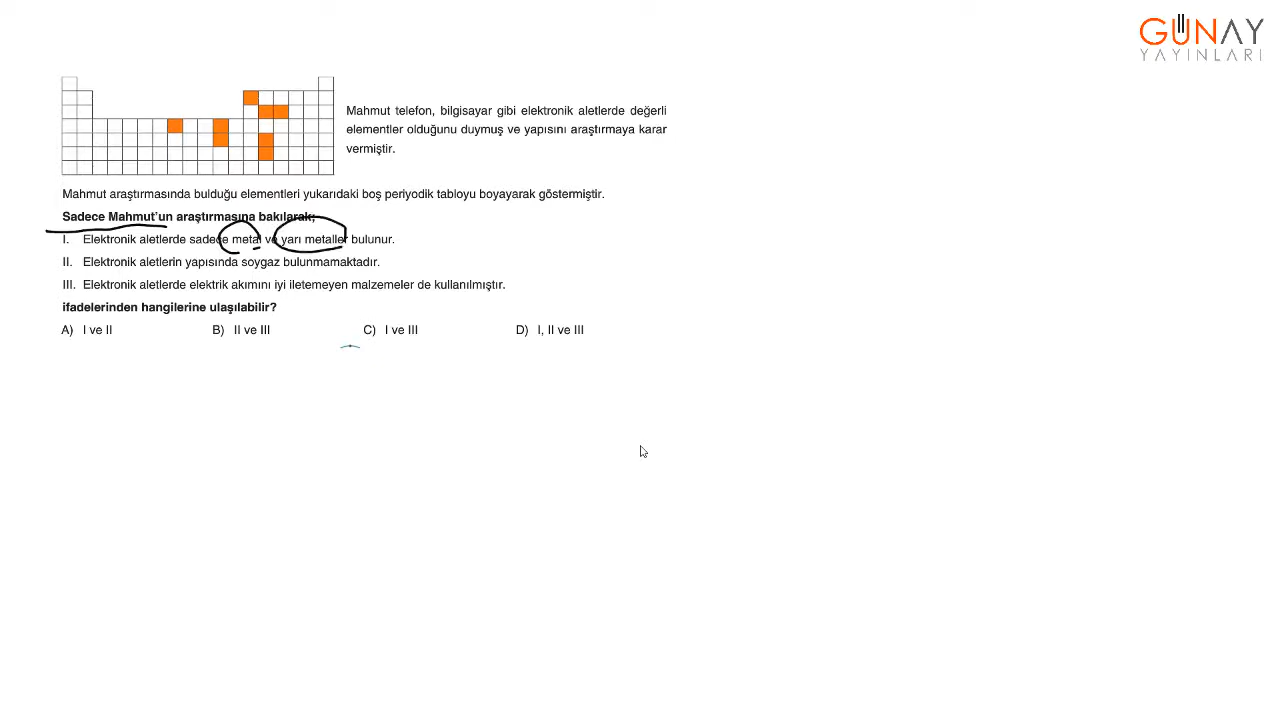 GÜNAY
YAYINLARI
Mahmut telefon, bilgisayar gibi elektronik aletlerde değerli
elementler olduğunu duymuş ve yapısını araştırmaya karar
vermiştir.
Mahmut araştırmasında bulduğu elementleri yukarıdaki boş periyodik tabloyu boyayarak göstermiştir.
Sadece Mahmut'un araştırmasına bakılarak;
I. Elektronik aletlerde sadece metal ve yarı metaller bulunur.
II. Elektronik aletlerin yapısında soygaz bulunmamaktadır.
III. Elektronik aletlerde elektrik akımını iyi iletemeyen malzemeler de kullanılmıştır.
ifadelerinden hangilerine ulaşılabilir?
A) I ve II B) II ve III C) I ve III D) I, II ve III